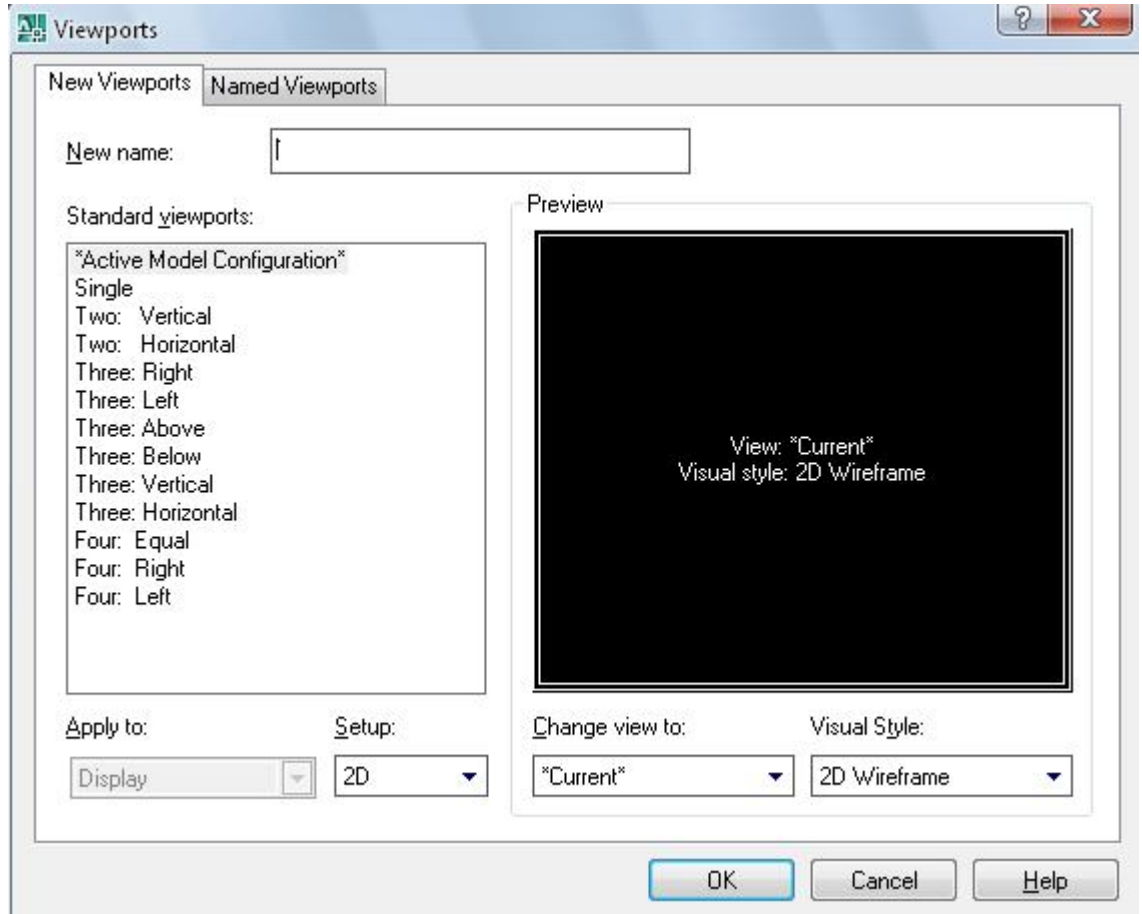 Viewports
New Viewports Named Viewports
New name:
Standard viewports:
*Active Model Configuration*
Single
Two: Vertical
Two: Horizontal
Three: Right
Three: Left
Three: Above
Three: Below
Three: Vertical
Three: Horizontal
Four: Equal
Four: Right
Four: Left
Preview
View: *Current*
Visual style: 2D Wireframe
Apply to: Setup: Change view to: Visual Style:
Display 2D *Current* 2D Wireframe
OK Cancel Help